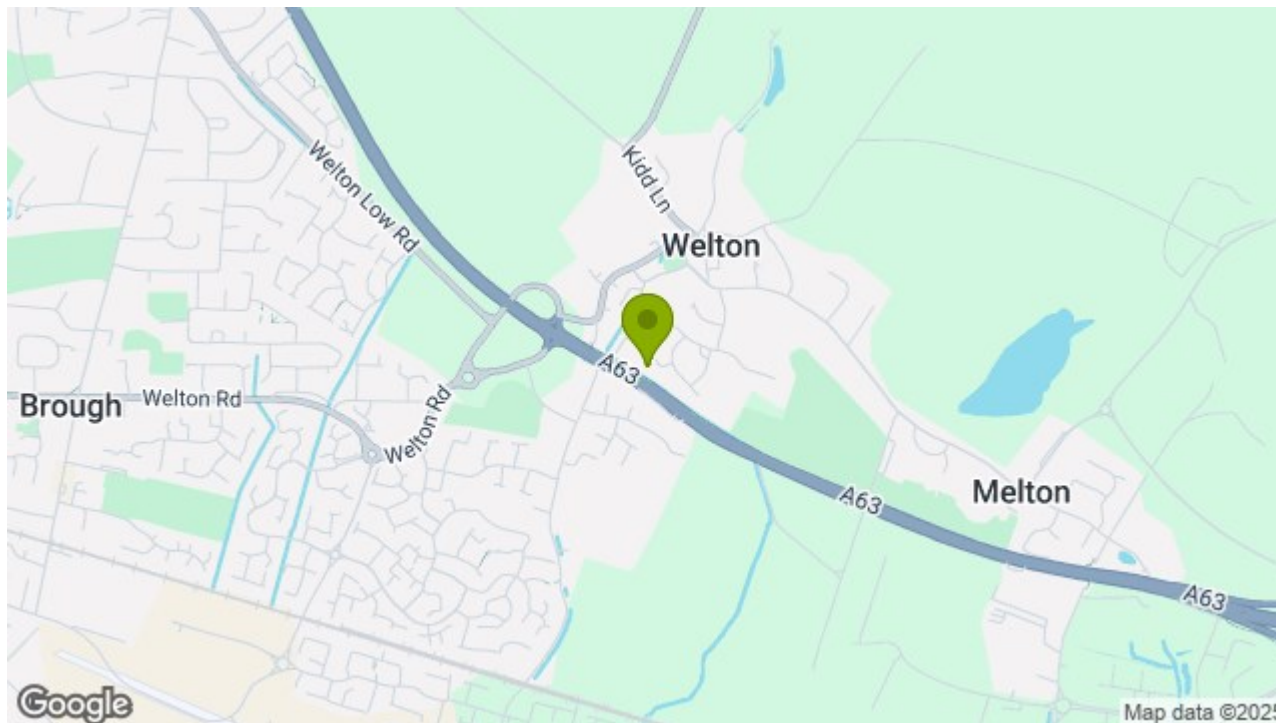 Welton Low Rd
Kidd Ln
Welton
A63
Brough
Welton Rd
Welton Rd
A63
Melton
A63
Google
Map data ©2025